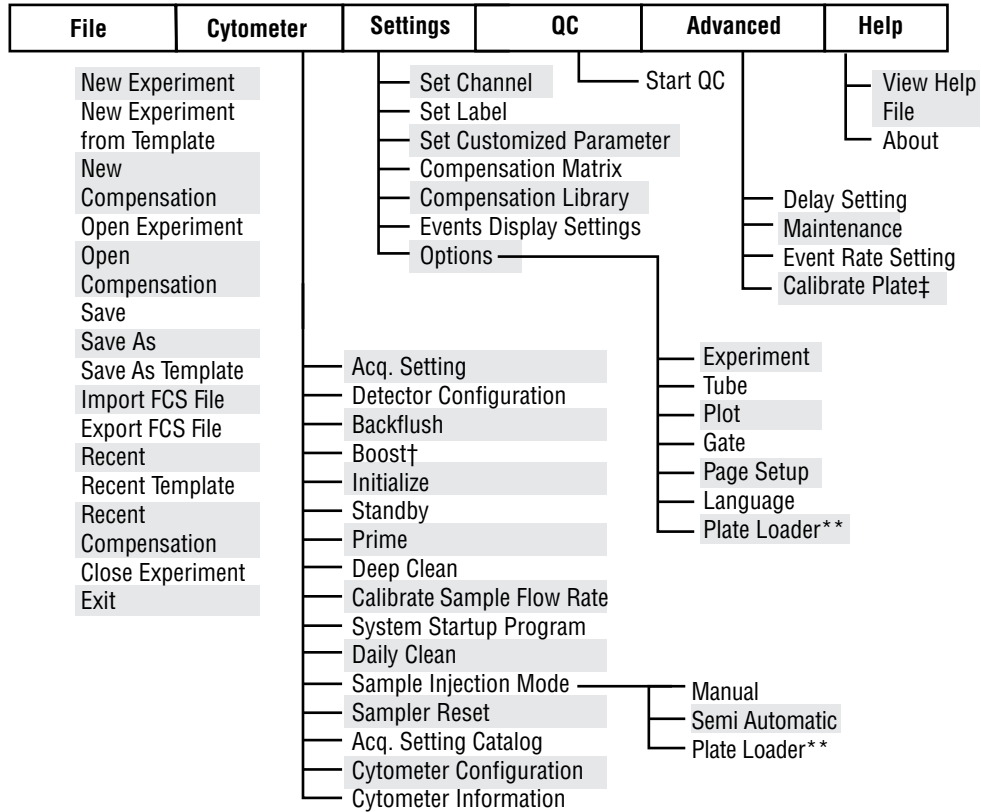 File Cytometer Settings QC Advanced Help
New Experiment
New Experiment
from Template
New
Compensation
Open Experiment
Open
Compensation
Save
Save As
Save As Template
Import FCS File
Export FCS File
Recent
Recent Template
Recent
Compensation
Close Experiment
Exit
Acq. Setting
Detector Configuration
Backflush
Boost†
Initialize
Standby
Prime
Deep Clean
Calibrate Sample Flow Rate
System Startup Program
Daily Clean
Sample Injection Mode
Sampler Reset
Acq. Setting Catalog
Cytometer Configuration
Cytometer Information
Manual
Semi Automatic
Plate Loader**
Set Channel
Set Label
Set Customized Parameter
Compensation Matrix
Compensation Library
Events Display Settings
Options
Experiment
Tube
Plot
Gate
Page Setup
Language
Plate Loader**
Start QC
Delay Setting
Maintenance
Event Rate Setting
Calibrate Plate‡
View Help
File
About